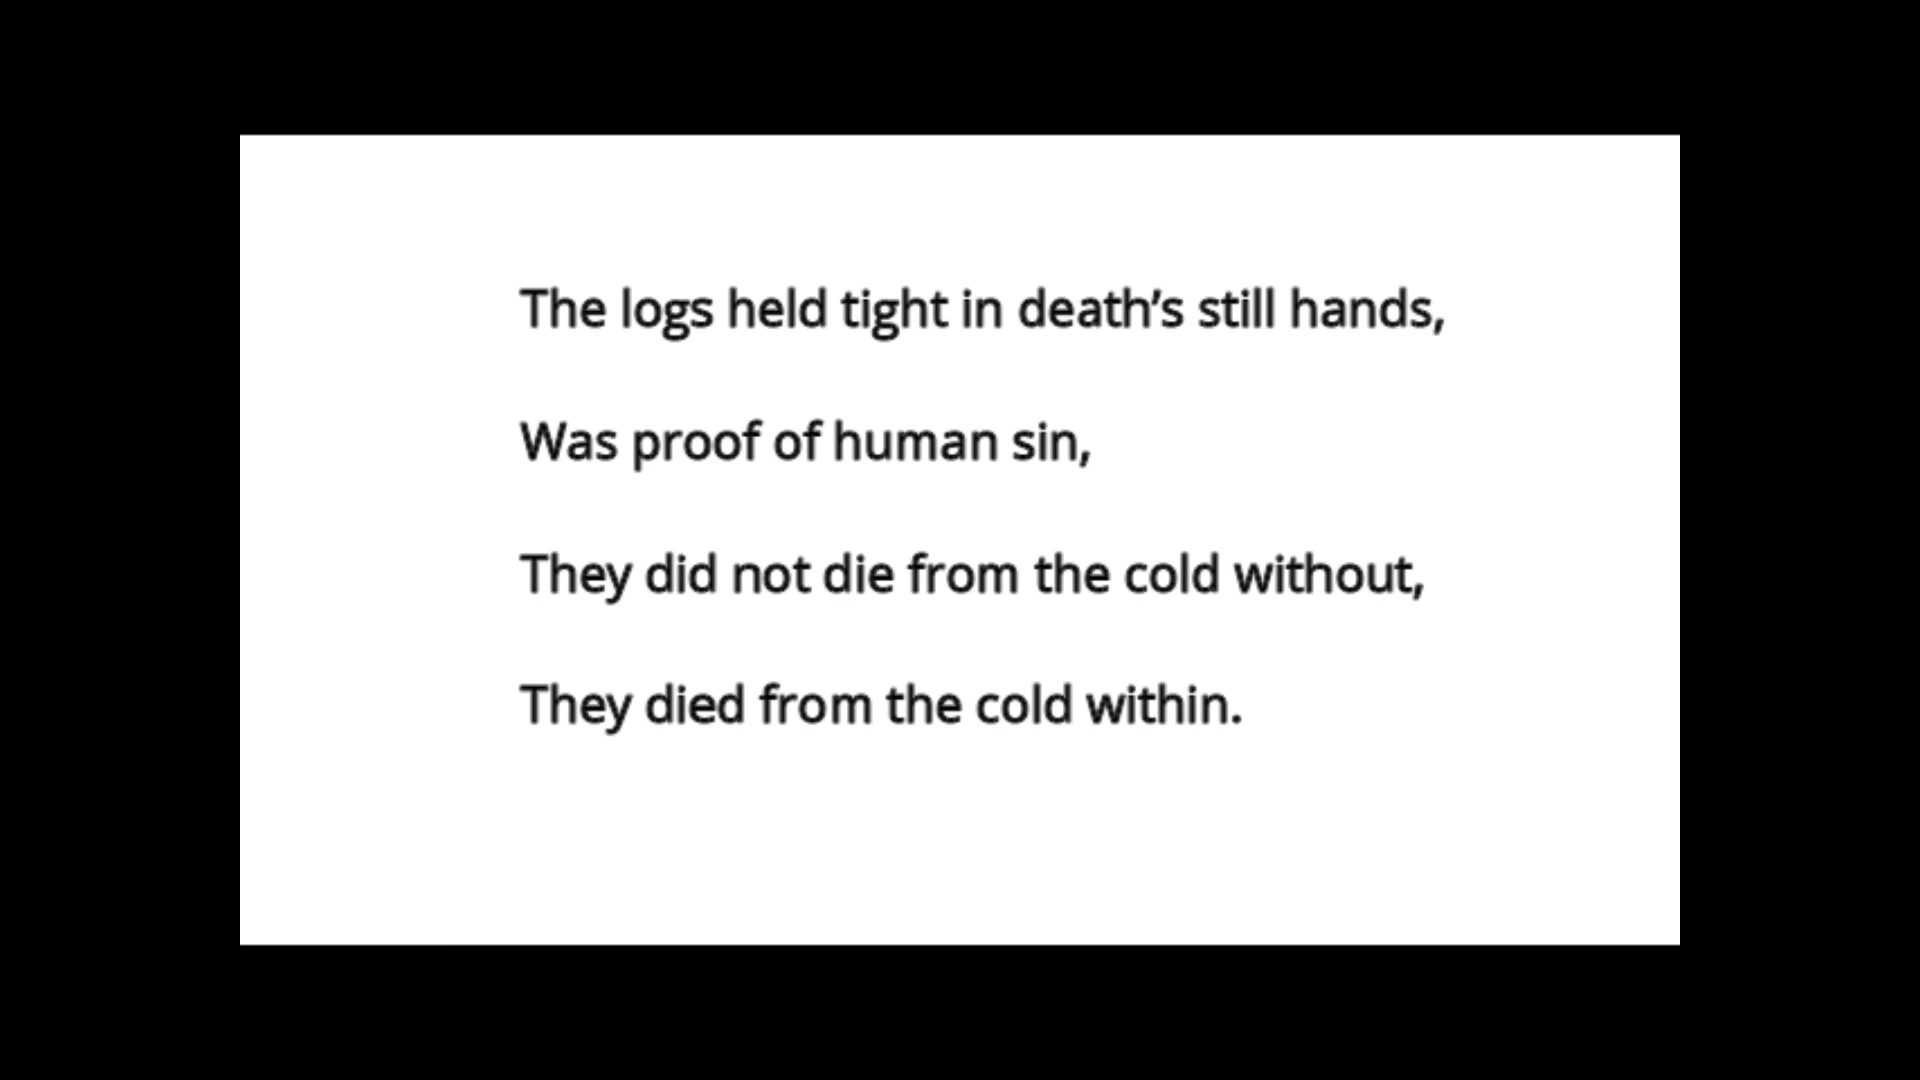 The logs held tight in death’s still hands,
Was proof of human sin,
They did not die from the cold without,
They died from the cold within.